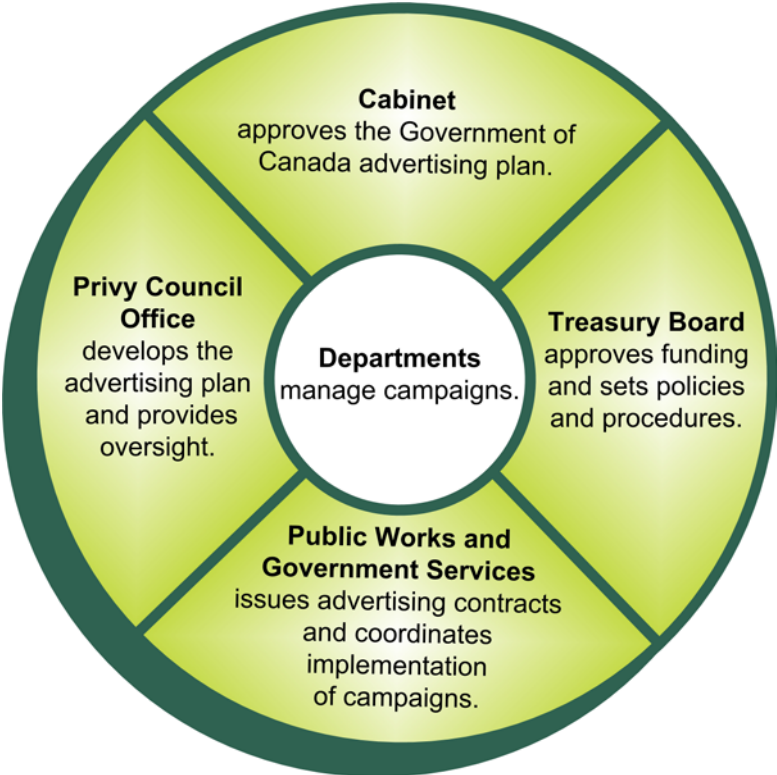 Cabinet
approves the Government of
Canada advertising plan.
Privy Council
Office
develops the
advertising plan
and provides
oversight.
Departments
manage campaigns.
Treasury Board
approves funding
and sets policies
and procedures.
Public Works and
Government Services
issues advertising contracts
and coordinates
implementation
of campaigns.